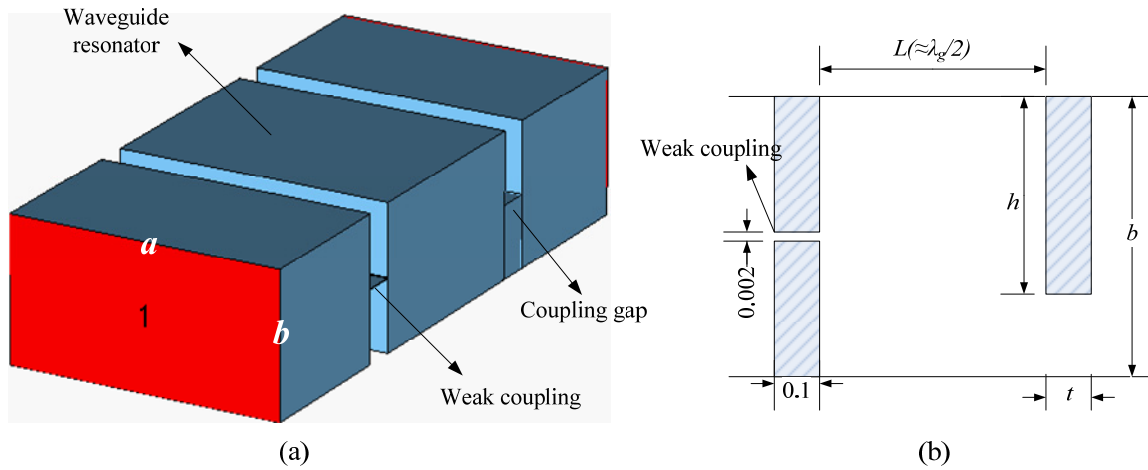 Waveguide
resonator
a
1
b
Coupling gap
Weak coupling
(a)
L(≈λg/2)
Weak coupling
h
b
0.002
0.1
t
(b)